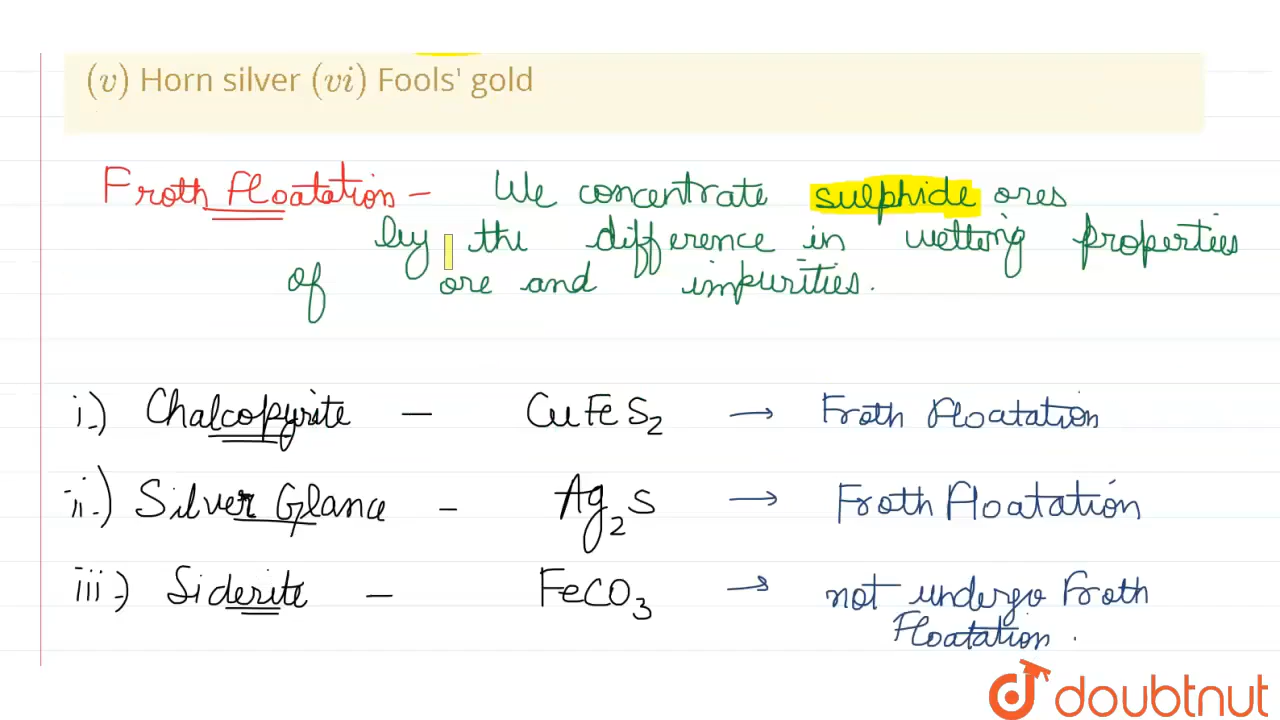 (v) Horn silver (vi) Fools' gold
Froth Floatation – We concentrate sulphide ores
by the difference in wetting properties
of ore and impurities.
i.) Chalcopyrite – CuFeS2 → Froth Floatation
ii.) Silver Glance – Ag2S → Froth Floatation
iii.) Siderite – FeCO3 → not undergo Froth
Floatation.
doubtnut